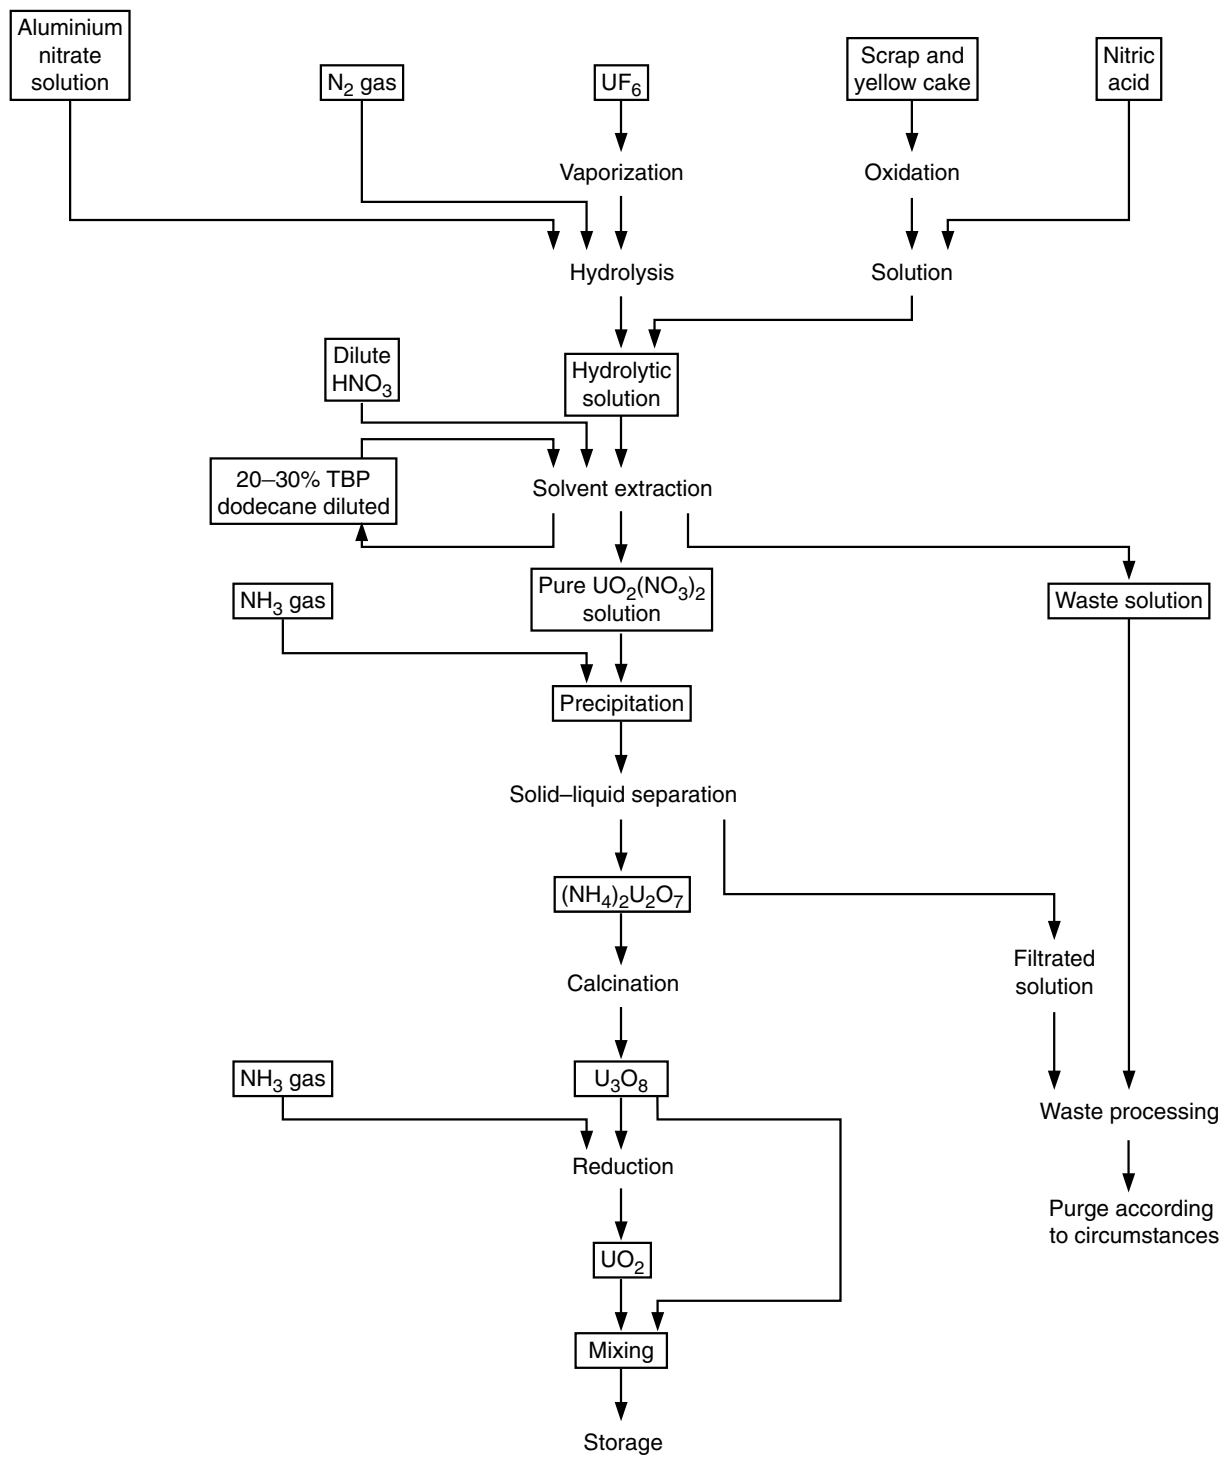 Aluminium
nitrate
solution
N2 gas
UF6
Scrap and
yellow cake
Nitric
acid
Vaporization
Oxidation
Hydrolysis
Solution
Dilute
HNO3
Hydrolytic
solution
20–30% TBP
dodecane diluted
Solvent extraction
NH3 gas
Pure UO2(NO3)2
solution
Waste solution
Precipitation
Solid–liquid separation
(NH4)2U2O7
Filtrated
solution
Calcination
NH3 gas
U3O8
Waste processing
Reduction
Purge according
to circumstances
UO2
Mixing
Storage